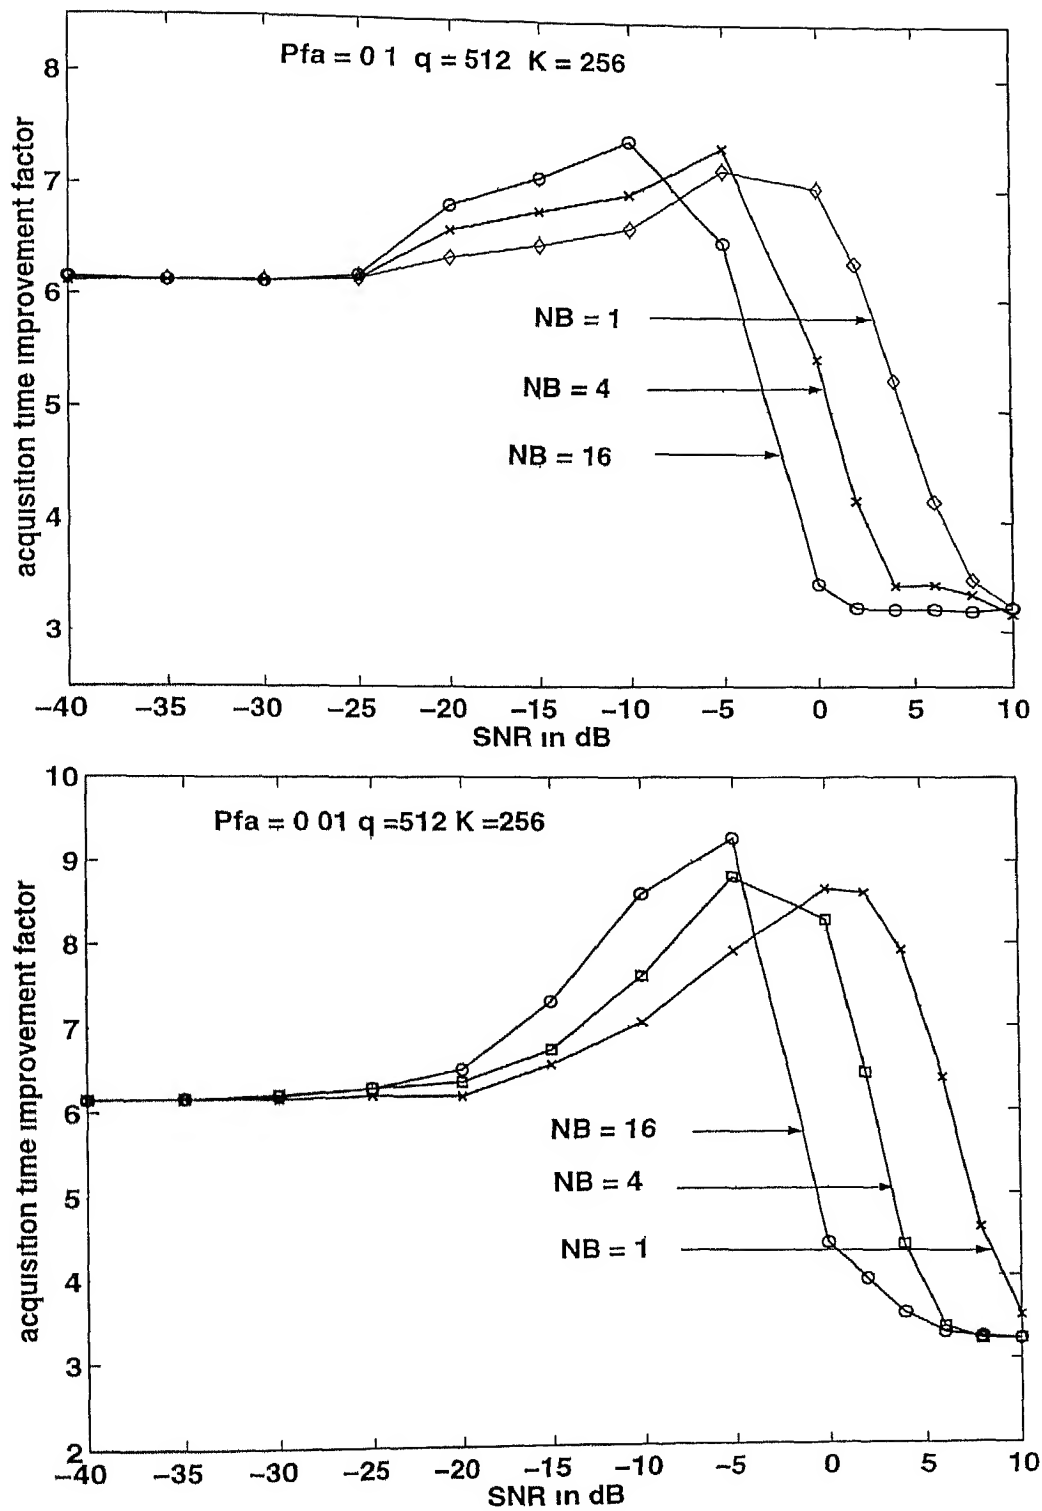 Pfa = 0 1 q = 512 K = 256
acquisition time improvement factor
8
7
6
5
4
3
NB = 1
NB = 4
NB = 16
−40 −35 −30 −25 −20 −15 −10 −5 0 5 10
SNR in dB
Pfa = 0 01 q =512 K =256
acquisition time improvement factor
10
9
8
7
6
5
4
3
2
NB = 16
NB = 4
NB = 1
−40 −35 −30 −25 −20 −15 −10 −5 0 5 10
SNR in dB